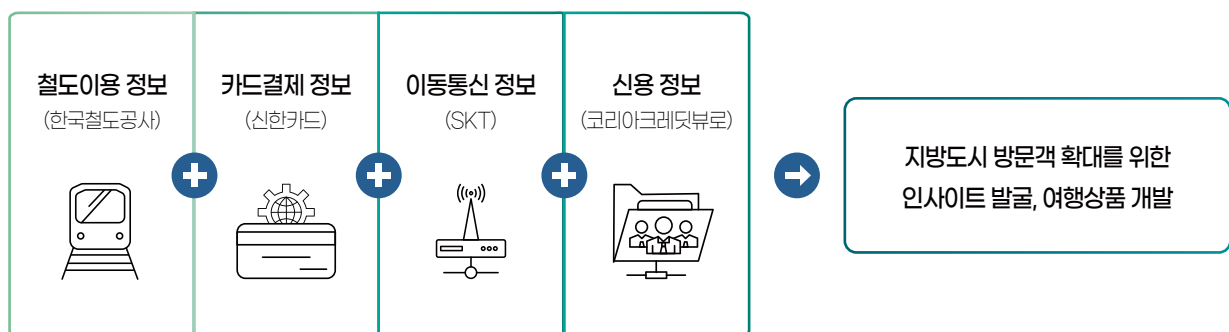 철도이용 정보
(한국철도공사)
카드결제 정보
(신한카드)
이동통신 정보
(SKT)
신용 정보
(코리아크레딧뷰로)
지방도시 방문객 확대를 위한
인사이트 발굴, 여행상품 개발